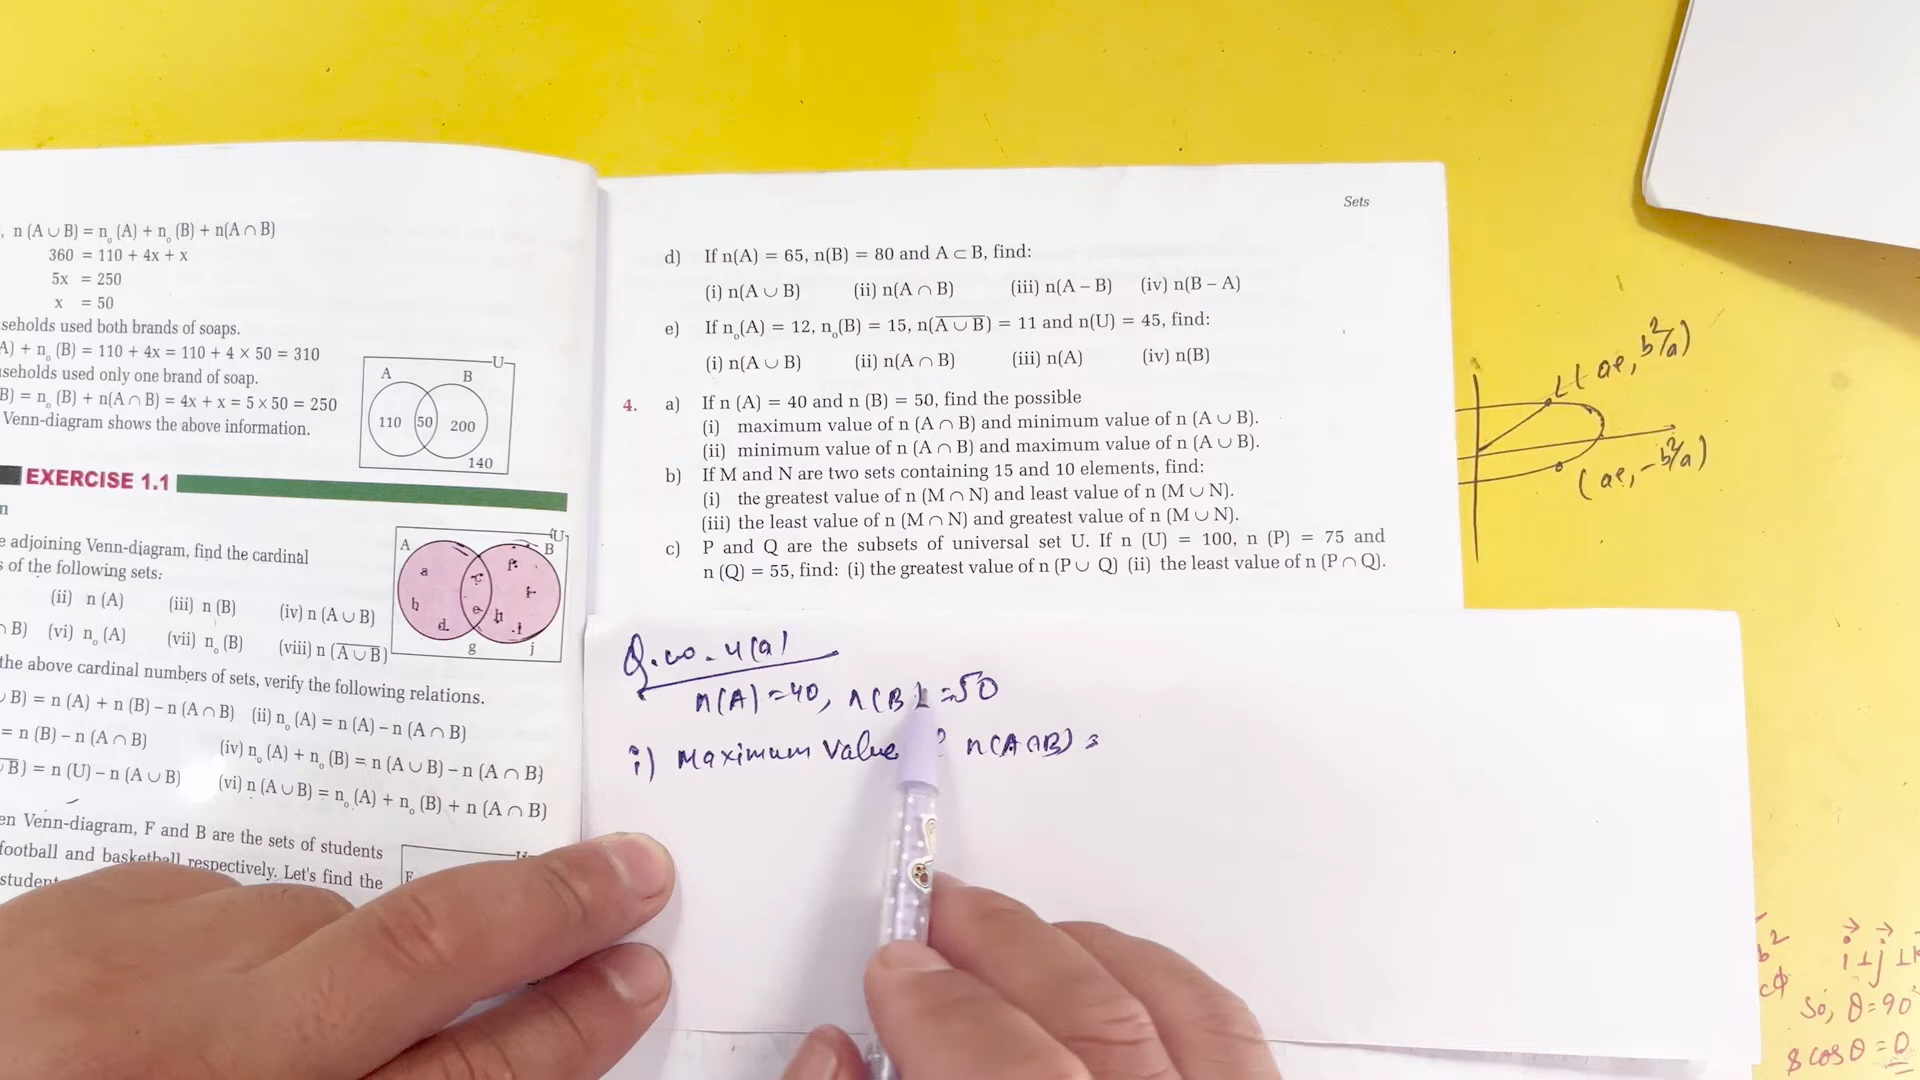 , n (A ∪ B) = n₀ (A) + n₀ (B) + n(A ∩ B)
360 = 110 + 4x + x
5x = 250
x = 50
seholds used both brands of soaps.
A) + n₀ (B) = 110 + 4x = 110 + 4 × 50 = 310
seholds used only one brand of soap.
B) = n₀ (B) + n(A ∩ B) = 4x + x = 5 × 50 = 250
Venn-diagram shows the above information.
U
A B
110 50 200
140
EXERCISE 1.1
n
e adjoining Venn-diagram, find the cardinal
s of the following sets:
(ii) n (A) (iii) n (B) (iv) n (A ∪ B)
∩ B) (vi) n₀ (A) (vii) n₀ (B) (viii) n (A̅ ̅∪̅ ̅B̅)
U
A B
a c f
b e h i
d
g j
the above cardinal numbers of sets, verify the following relations.
∪ B) = n (A) + n (B) – n (A ∩ B) (ii) n₀ (A) = n (A) – n (A ∩ B)
= n (B) – n (A ∩ B) (iv) n₀ (A) + n₀ (B) = n (A ∪ B) – n (A ∩ B)
B) = n (U) – n (A ∪ B) (vi) n (A ∪ B) = n₀ (A) + n₀ (B) + n (A ∩ B)
en Venn-diagram, F and B are the sets of students
football and basketball respectively. Let's find the
student
F
Sets
d) If n(A) = 65, n(B) = 80 and A ⊂ B, find:
(i) n(A ∪ B) (ii) n(A ∩ B) (iii) n(A – B) (iv) n(B – A)
e) If n₀(A) = 12, n₀(B) = 15, n(A̅ ̅∪̅ ̅B̅) = 11 and n(U) = 45, find:
(i) n(A ∪ B) (ii) n(A ∩ B) (iii) n(A) (iv) n(B)
4. a) If n (A) = 40 and n (B) = 50, find the possible
(i) maximum value of n (A ∩ B) and minimum value of n (A ∪ B).
(ii) minimum value of n (A ∩ B) and maximum value of n (A ∪ B).
b) If M and N are two sets containing 15 and 10 elements, find:
(i) the greatest value of n (M ∩ N) and least value of n (M ∪ N).
(iii) the least value of n (M ∩ N) and greatest value of n (M ∪ N).
c) P and Q are the subsets of universal set U. If n (U) = 100, n (P) = 75 and
n (Q) = 55, find: (i) the greatest value of n (P ∪ Q) (ii) the least value of n (P ∩ Q).
Q.no. 4(a)
n(A) = 40, n(B) = 50
i) Maximum value n(A∩B) =
L(ae, b²/a)
(ae, -b²/a)
b²
i ⊥ j ⊥
So, θ = 90
cosθ = 0